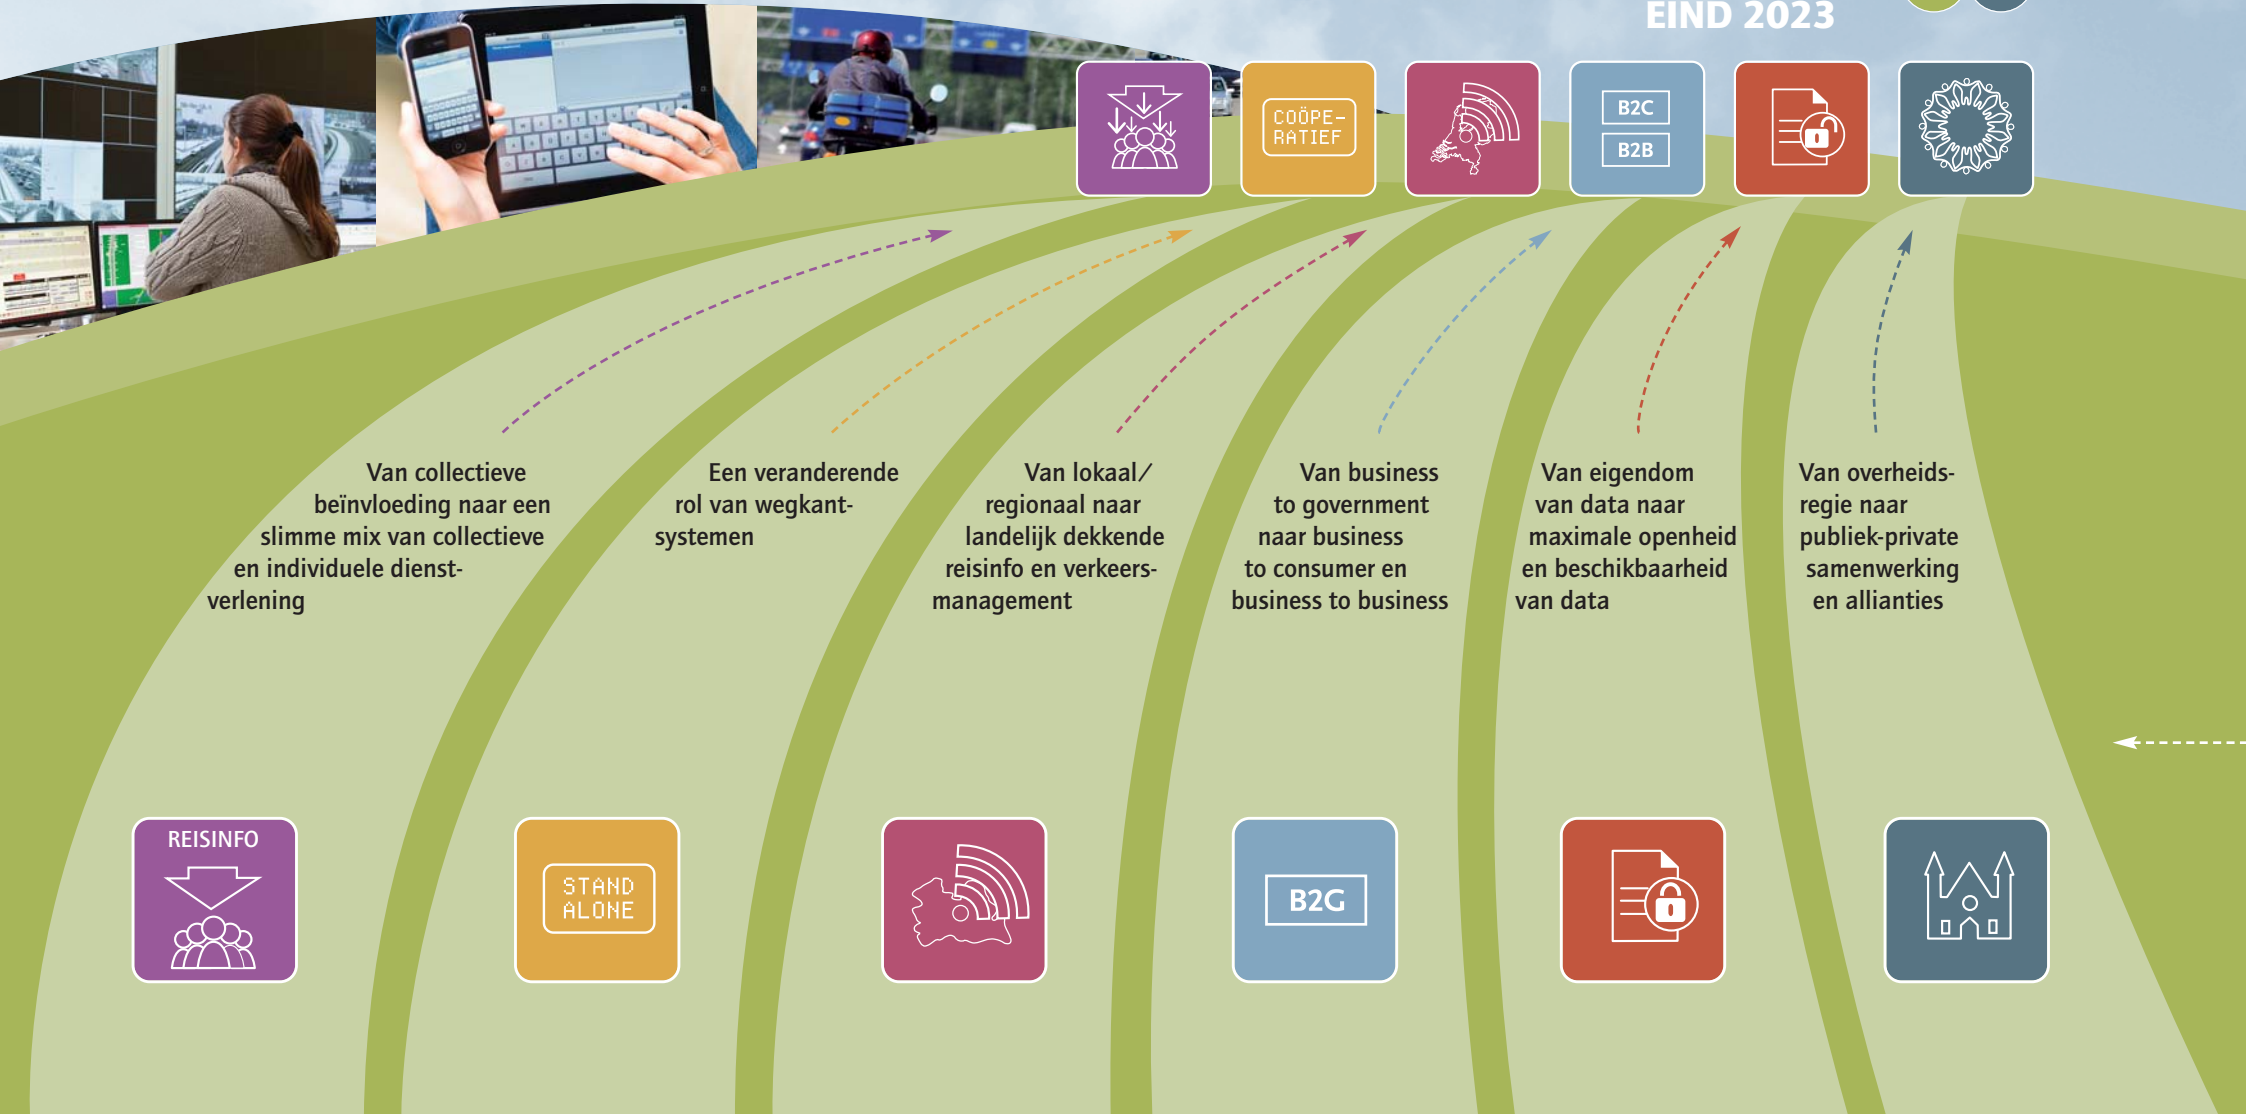 EIND 2023
COÖPE-
RATIEF
B2C
B2B
Van collectieve
beïnvloeding naar een
slimme mix van collectieve
en individuele dienst-
verlening
Een veranderende
rol van wegkant-
systemen
Van lokaal/
regionaal naar
landelijk dekkende
reisinfo en verkeers-
management
Van business
to government
naar business
to consumer en
business to business
Van eigendom
van data naar
maximale openheid
en beschikbaarheid
van data
Van overheids-
regie naar
publiek-private
samenwerking
en allianties
REISINFO
STAND
ALONE
B2G